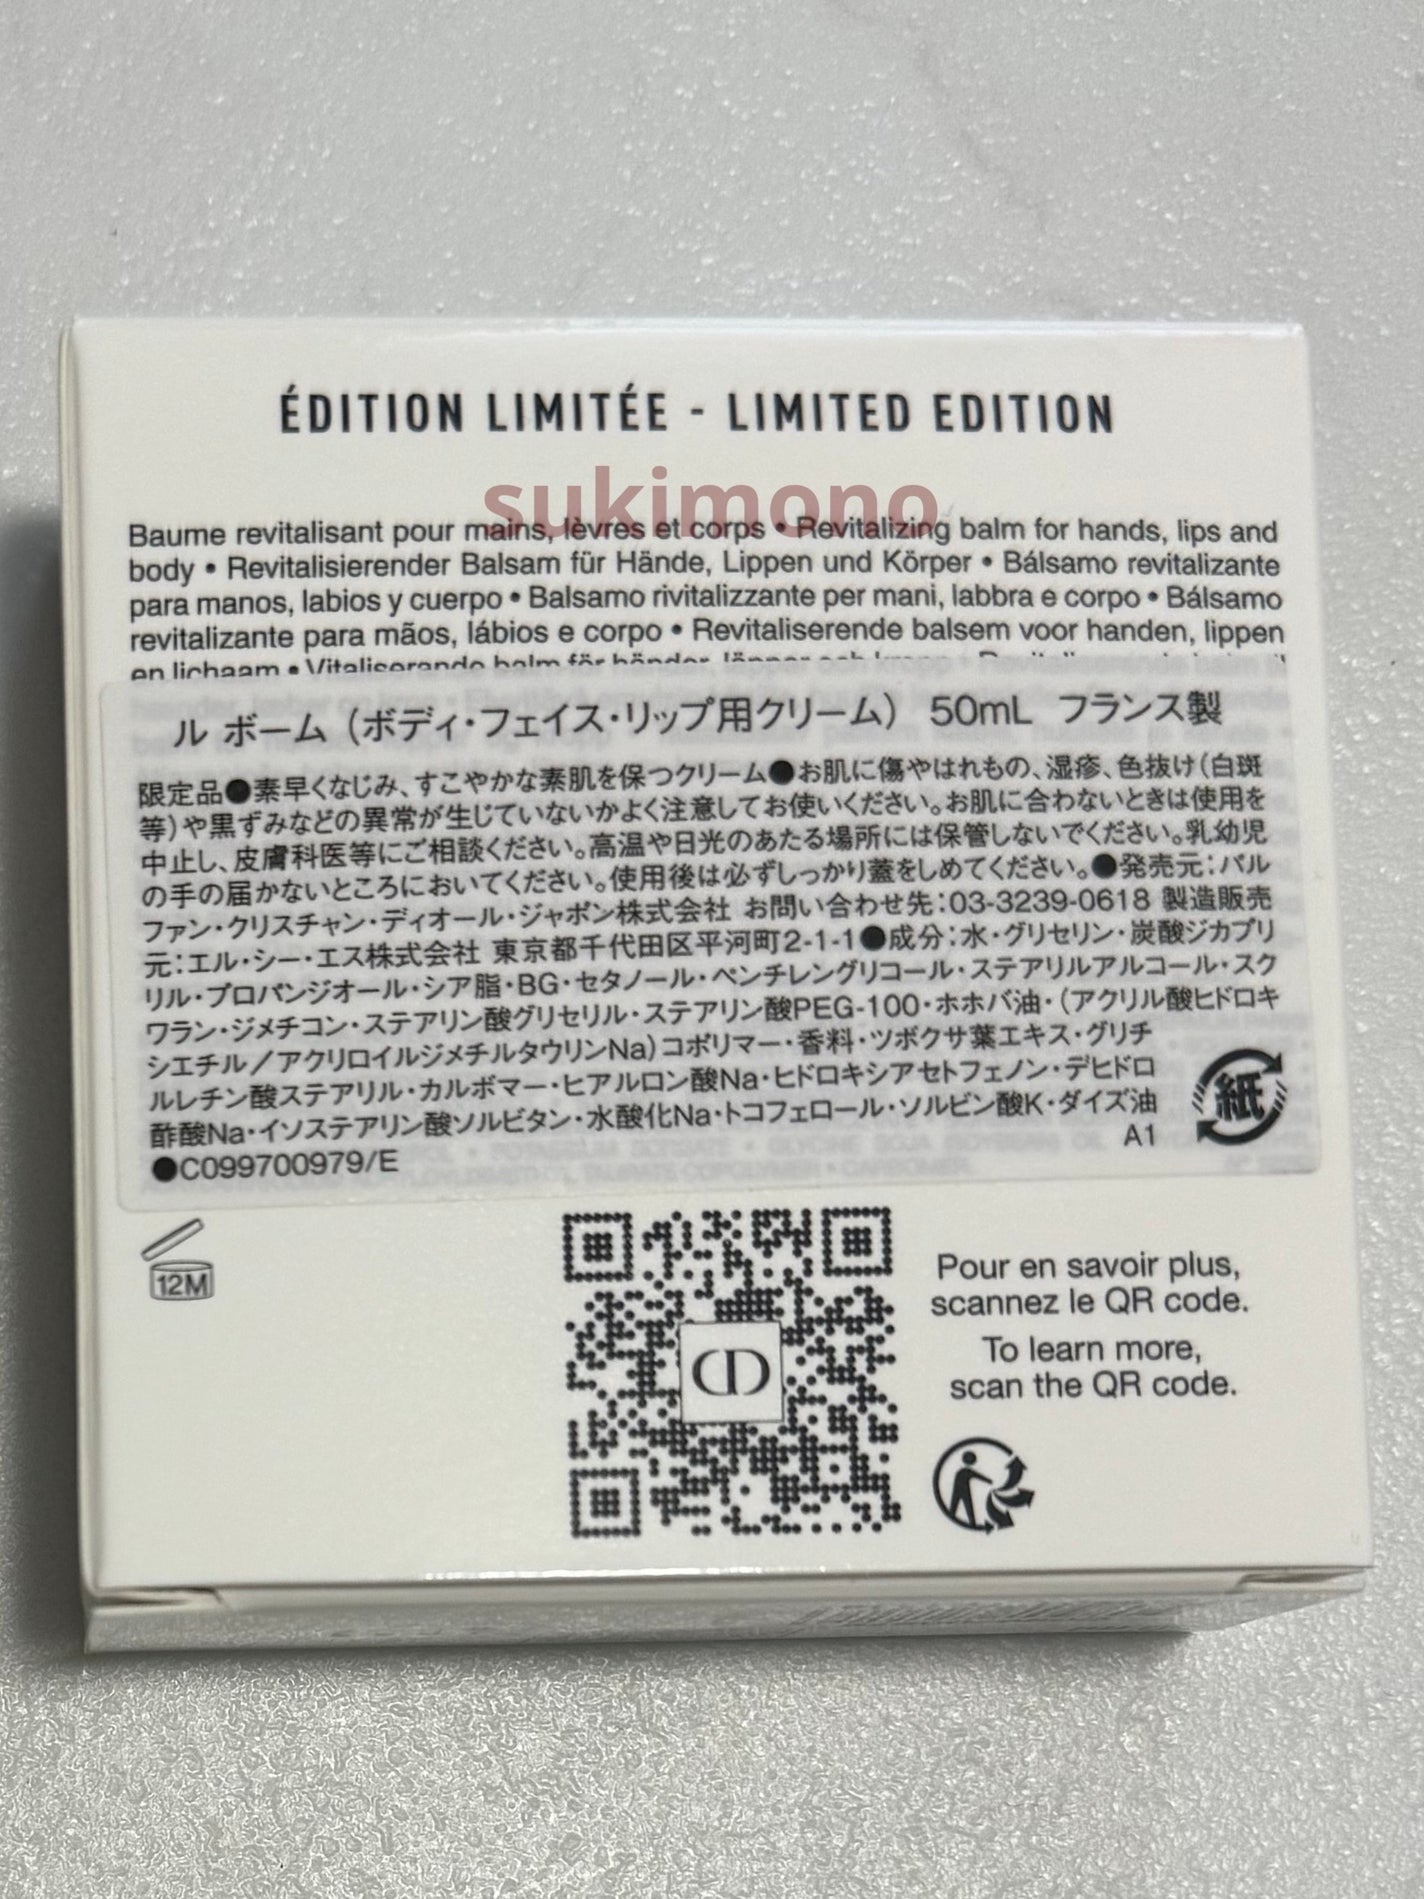 ÉDITION LIMITÉE - LIMITED EDITION
sukimono
Baume revitalisant pour mains, lèvres et corps • Revitalizing balm for hands, lips and
body • Revitalisierender Balsam für Hände, Lippen und Körper • Bálsamo revitalizante
para manos, labios y cuerpo • Balsamo rivitalizzante per mani, labbra e corpo • Bálsamo
revitalizante para mãos, lábios e corpo • Revitaliserende balsem voor handen, lippen
en lichaam • Vitaliserande balm för händer, läppar och kropp •
ル ボーム（ボディ・フェイス・リップ用クリーム） 50mL フランス製
限定品●素早くなじみ、すこやかな素肌を保つクリーム●お肌に傷やはれもの、湿疹、色抜け（白斑
等）や黒ずみなどの異常が生じていないかよく注意してお使いください。お肌に合わないときは使用を
中止し、皮膚科医等にご相談ください。高温や日光のあたる場所には保管しないでください。乳幼児
の手の届かないところにおいてください。使用後は必ずしっかり蓋をしめてください。●発売元：パル
ファン・クリスチャン・ディオール・ジャポン株式会社 お問い合わせ先：03-3239-0618 製造販売
元：エル・シー・エス株式会社 東京都千代田区平河町2-1-1●成分：水・グリセリン・炭酸ジカプリ
リル・プロパンジオール・シア脂・BG・セタノール・ペンチレングリコール・ステアリルアルコール・スク
ワラン・ジメチコン・ステアリン酸グリセリル・ステアリン酸PEG-100・ホホバ油・（アクリル酸ヒドロキ
シエチル／アクリロイルジメチルタウリンNa）コポリマー・香料・ツボクサ葉エキス・グリチ
ルレチン酸ステアリル・カルボマー・ヒアルロン酸Na・ヒドロキシアセトフェノン・デヒドロ
酢酸Na・イソステアリン酸ソルビタン・水酸化Na・トコフェロール・ソルビン酸K・ダイズ油
●C099700979/E
A1
紙
12M
CD
Pour en savoir plus,
scannez le QR code.
To learn more,
scan the QR code.